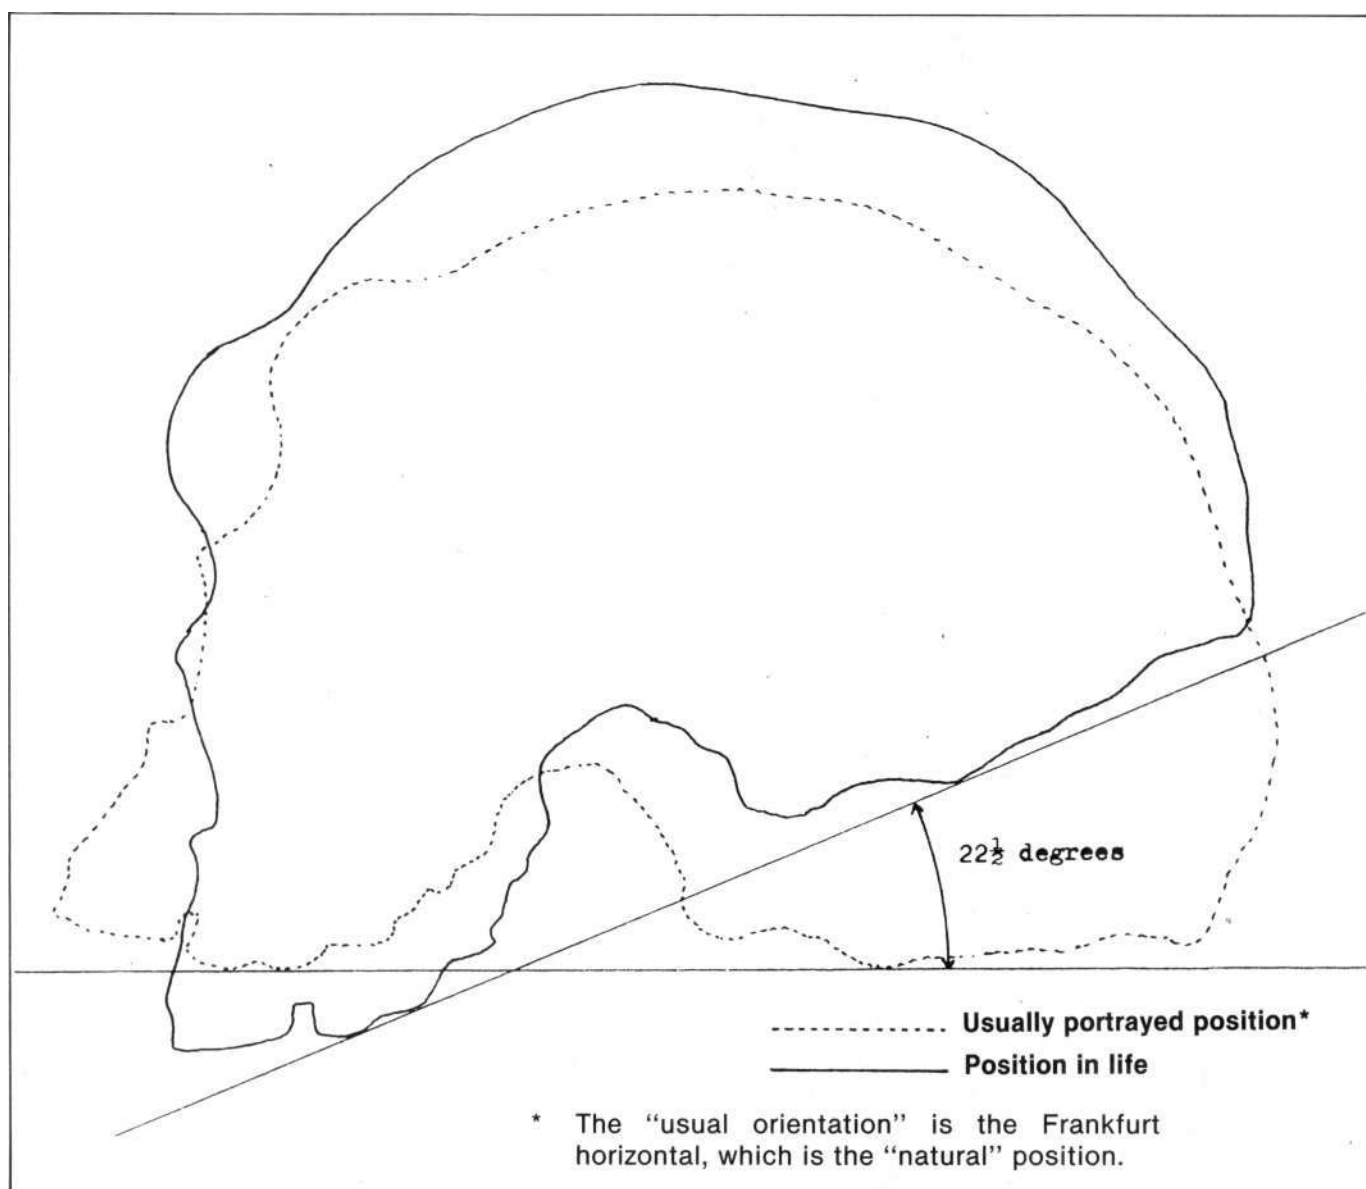 22½ degrees
Usually portrayed position*
Position in life
* The “usual orientation” is the Frankfurt
horizontal, which is the “natural” position.